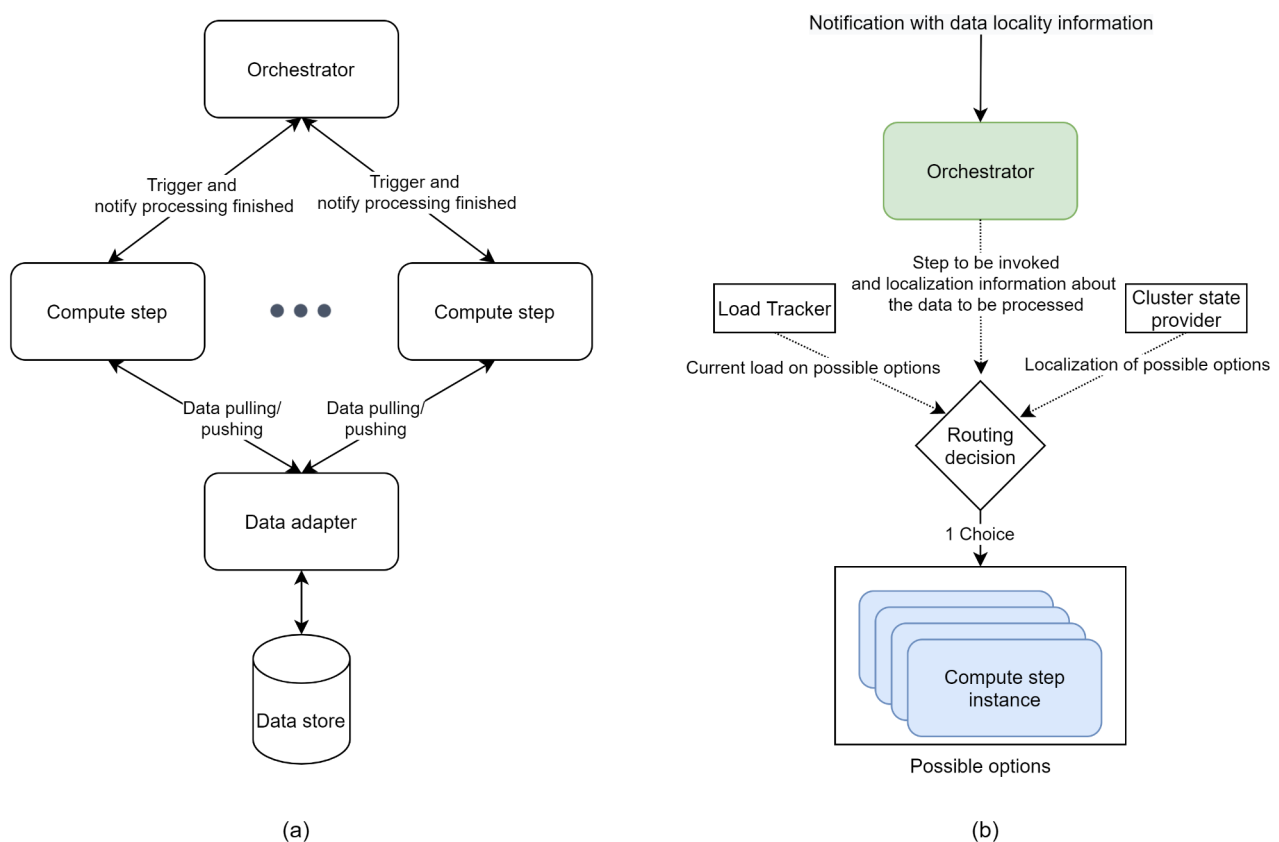 Orchestrator
Trigger and
notify processing finished
Trigger and
notify processing finished
Compute step
Compute step
Data pulling/
pushing
Data pulling/
pushing
Data adapter
Data store
(a)
Notification with data locality information
Orchestrator
Step to be invoked
and localization information about
the data to be processed
Load Tracker
Cluster state
provider
Current load on possible options
Localization of possible options
Routing
decision
1 Choice
Compute step
instance
Possible options
(b)